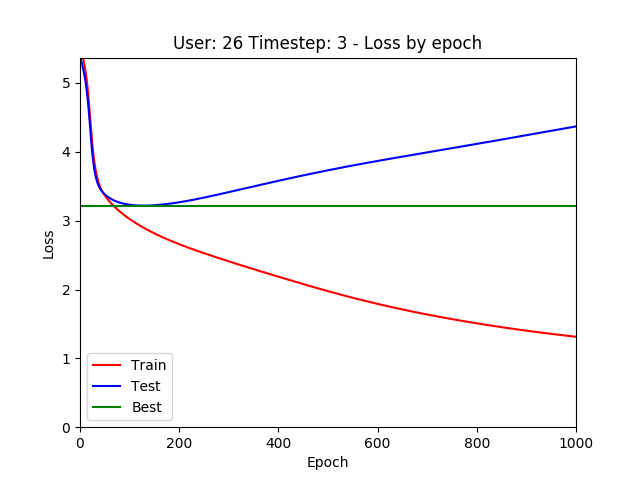 User: 26 Timestep: 3 - Loss by epoch
5
4
3
2
1
0
Loss
Train
Test
Best
0 200 400 600 800 1000
Epoch